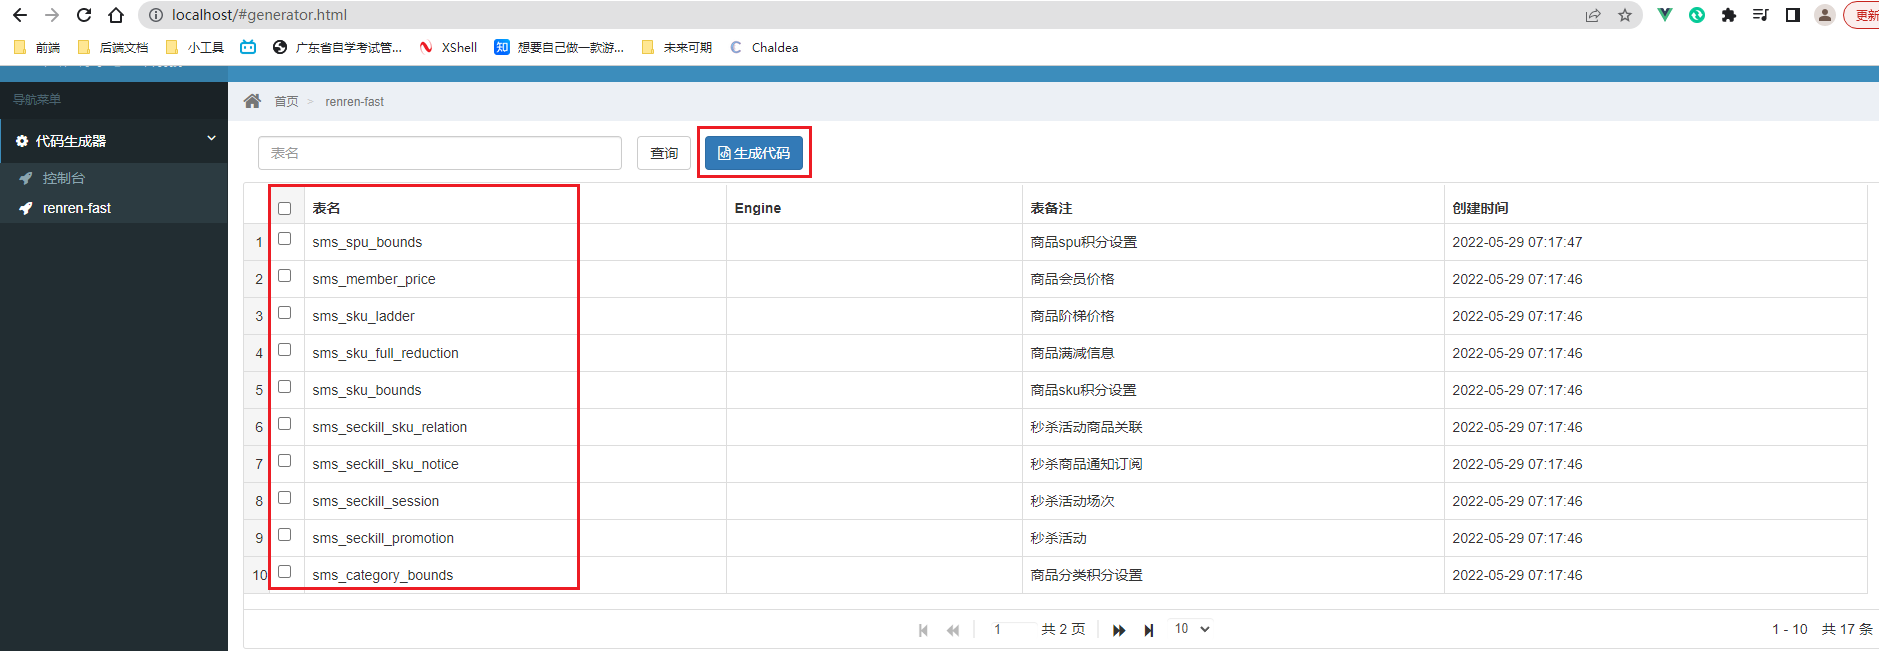 localhost/#generator.html
更新
前端 后端文档 小工具 广东省自学考试管... XShell 知 想要自己做一款游... 未来可期 C Chaldea
导航菜单
首页 > renren-fast
代码生成器
控制台
renren-fast
表名 查询 生成代码
表名 Engine 表备注 创建时间
1 sms_spu_bounds 商品spu积分设置 2022-05-29 07:17:47
2 sms_member_price 商品会员价格 2022-05-29 07:17:46
3 sms_sku_ladder 商品阶梯价格 2022-05-29 07:17:46
4 sms_sku_full_reduction 商品满减信息 2022-05-29 07:17:46
5 sms_sku_bounds 商品sku积分设置 2022-05-29 07:17:46
6 sms_seckill_sku_relation 秒杀活动商品关联 2022-05-29 07:17:46
7 sms_seckill_sku_notice 秒杀商品通知订阅 2022-05-29 07:17:46
8 sms_seckill_session 秒杀活动场次 2022-05-29 07:17:46
9 sms_seckill_promotion 秒杀活动 2022-05-29 07:17:46
10 sms_category_bounds 商品分类积分设置 2022-05-29 07:17:46
1 共 2 页 10 1 - 10 共 17 条